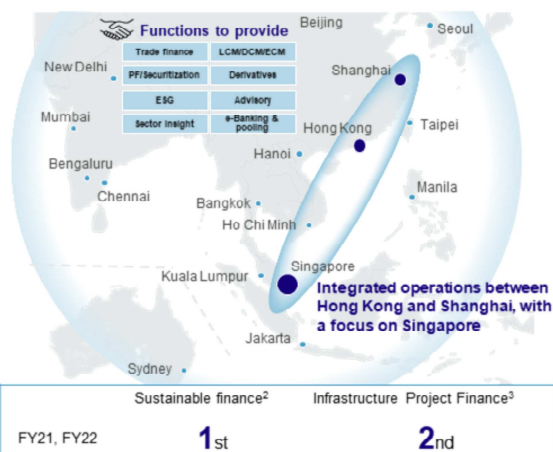 Functions to provide
Trade finance
LCM/DCM/ECM
PF/Securitization
Derivatives
ESG
Advisory
Sector Insight
e-Banking &
pooling
Beijing
Seoul
New Delhi
Shanghai
Mumbai
Hong Kong
Taipei
Hanoi
Bengaluru
Chennai
Manila
Bangkok
Ho Chi Minh
Kuala Lumpur
Singapore
Integrated operations between
Hong Kong and Shanghai, with
a focus on Singapore
Jakarta
Sydney
Sustainable finance2
Infrastructure Project Finance3
FY21, FY22
1st
2nd